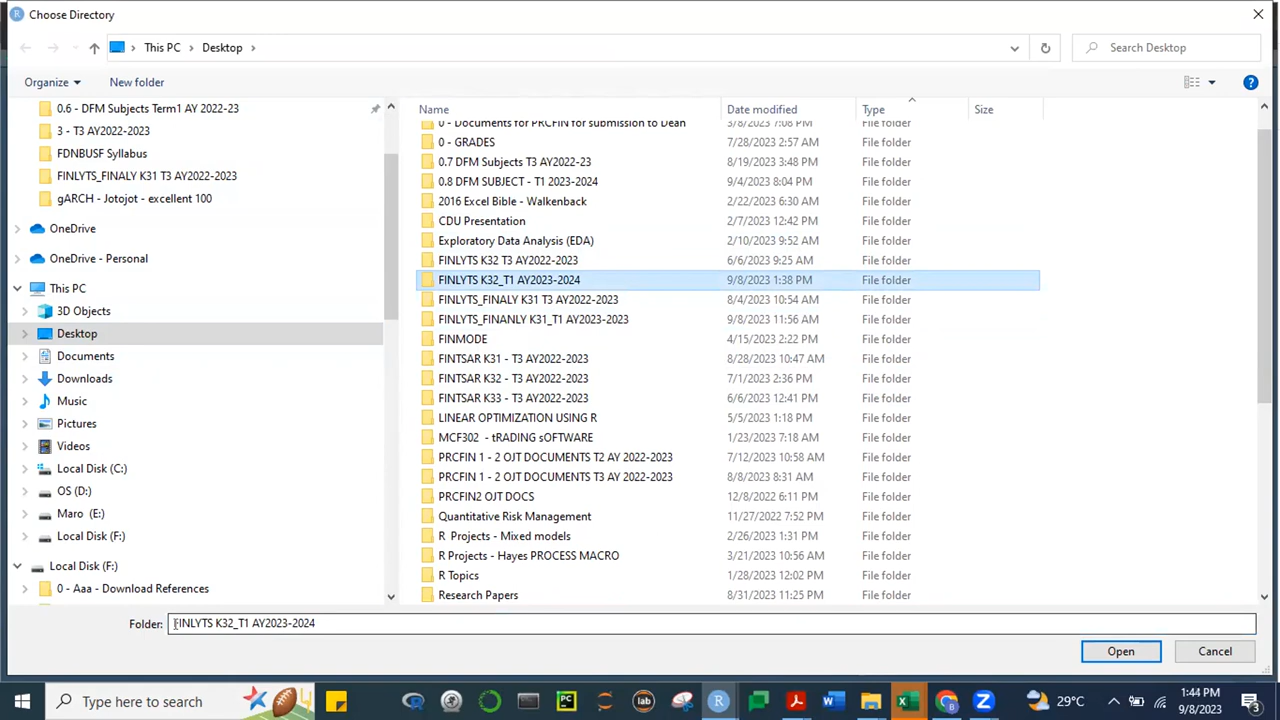 Choose Directory
This PC > Desktop >
Search Desktop
Organize
New folder
0.6 - DFM Subjects Term1 AY 2022-23
3 - T3 AY2022-2023
FDNBUSF Syllabus
FINLYTS_FINALY K31 T3 AY2022-2023
gARCH - Jotojot - excellent 100
OneDrive
OneDrive - Personal
This PC
3D Objects
Desktop
Documents
Downloads
Music
Pictures
Videos
Local Disk (C:)
OS (D:)
Maro (E:)
Local Disk (F:)
Local Disk (F:)
0 - Aaa - Download References
Name Date modified Type Size
0 - Documents for PRCFIN for submission to Dean 3/8/2023 7:08 PM File folder
0 - GRADES 7/28/2023 2:57 AM File folder
0.7 DFM Subjects T3 AY2022-23 8/19/2023 3:48 PM File folder
0.8 DFM SUBJECT - T1 2023-2024 9/4/2023 8:04 PM File folder
2016 Excel Bible - Walkenback 2/22/2023 6:30 AM File folder
CDU Presentation 2/7/2023 12:42 PM File folder
Exploratory Data Analysis (EDA) 2/10/2023 9:52 AM File folder
FINLYTS K32 T3 AY2022-2023 6/6/2023 9:25 AM File folder
FINLYTS K32_T1 AY2023-2024 9/8/2023 1:38 PM File folder
FINLYTS_FINALY K31 T3 AY2022-2023 8/4/2023 10:54 AM File folder
FINLYTS_FINANLY K31_T1 AY2023-2023 9/8/2023 11:56 AM File folder
FINMODE 4/15/2023 2:22 PM File folder
FINTSAR K31 - T3 AY2022-2023 8/28/2023 10:47 AM File folder
FINTSAR K32 - T3 AY2022-2023 7/1/2023 2:36 PM File folder
FINTSAR K33 - T3 AY2022-2023 6/6/2023 12:41 PM File folder
LINEAR OPTIMIZATION USING R 5/5/2023 1:18 PM File folder
MCF302 - tRADING sOFTWARE 1/23/2023 7:18 AM File folder
PRCFIN 1 - 2 OJT DOCUMENTS T2 AY 2022-2023 7/12/2023 10:58 AM File folder
PRCFIN 1 - 2 OJT DOCUMENTS T3 AY 2022-2023 8/8/2023 8:31 AM File folder
PRCFIN2 OJT DOCS 12/8/2022 6:11 PM File folder
Quantitative Risk Management 11/27/2022 7:52 PM File folder
R Projects - Mixed models 2/26/2023 1:31 PM File folder
R Projects - Hayes PROCESS MACRO 3/21/2023 10:56 AM File folder
R Topics 1/28/2023 12:02 PM File folder
Research Papers 8/31/2023 11:25 PM File folder
Folder: FINLYTS K32_T1 AY2023-2024
Open
Cancel
Type here to search
29°C
1:44 PM
9/8/2023